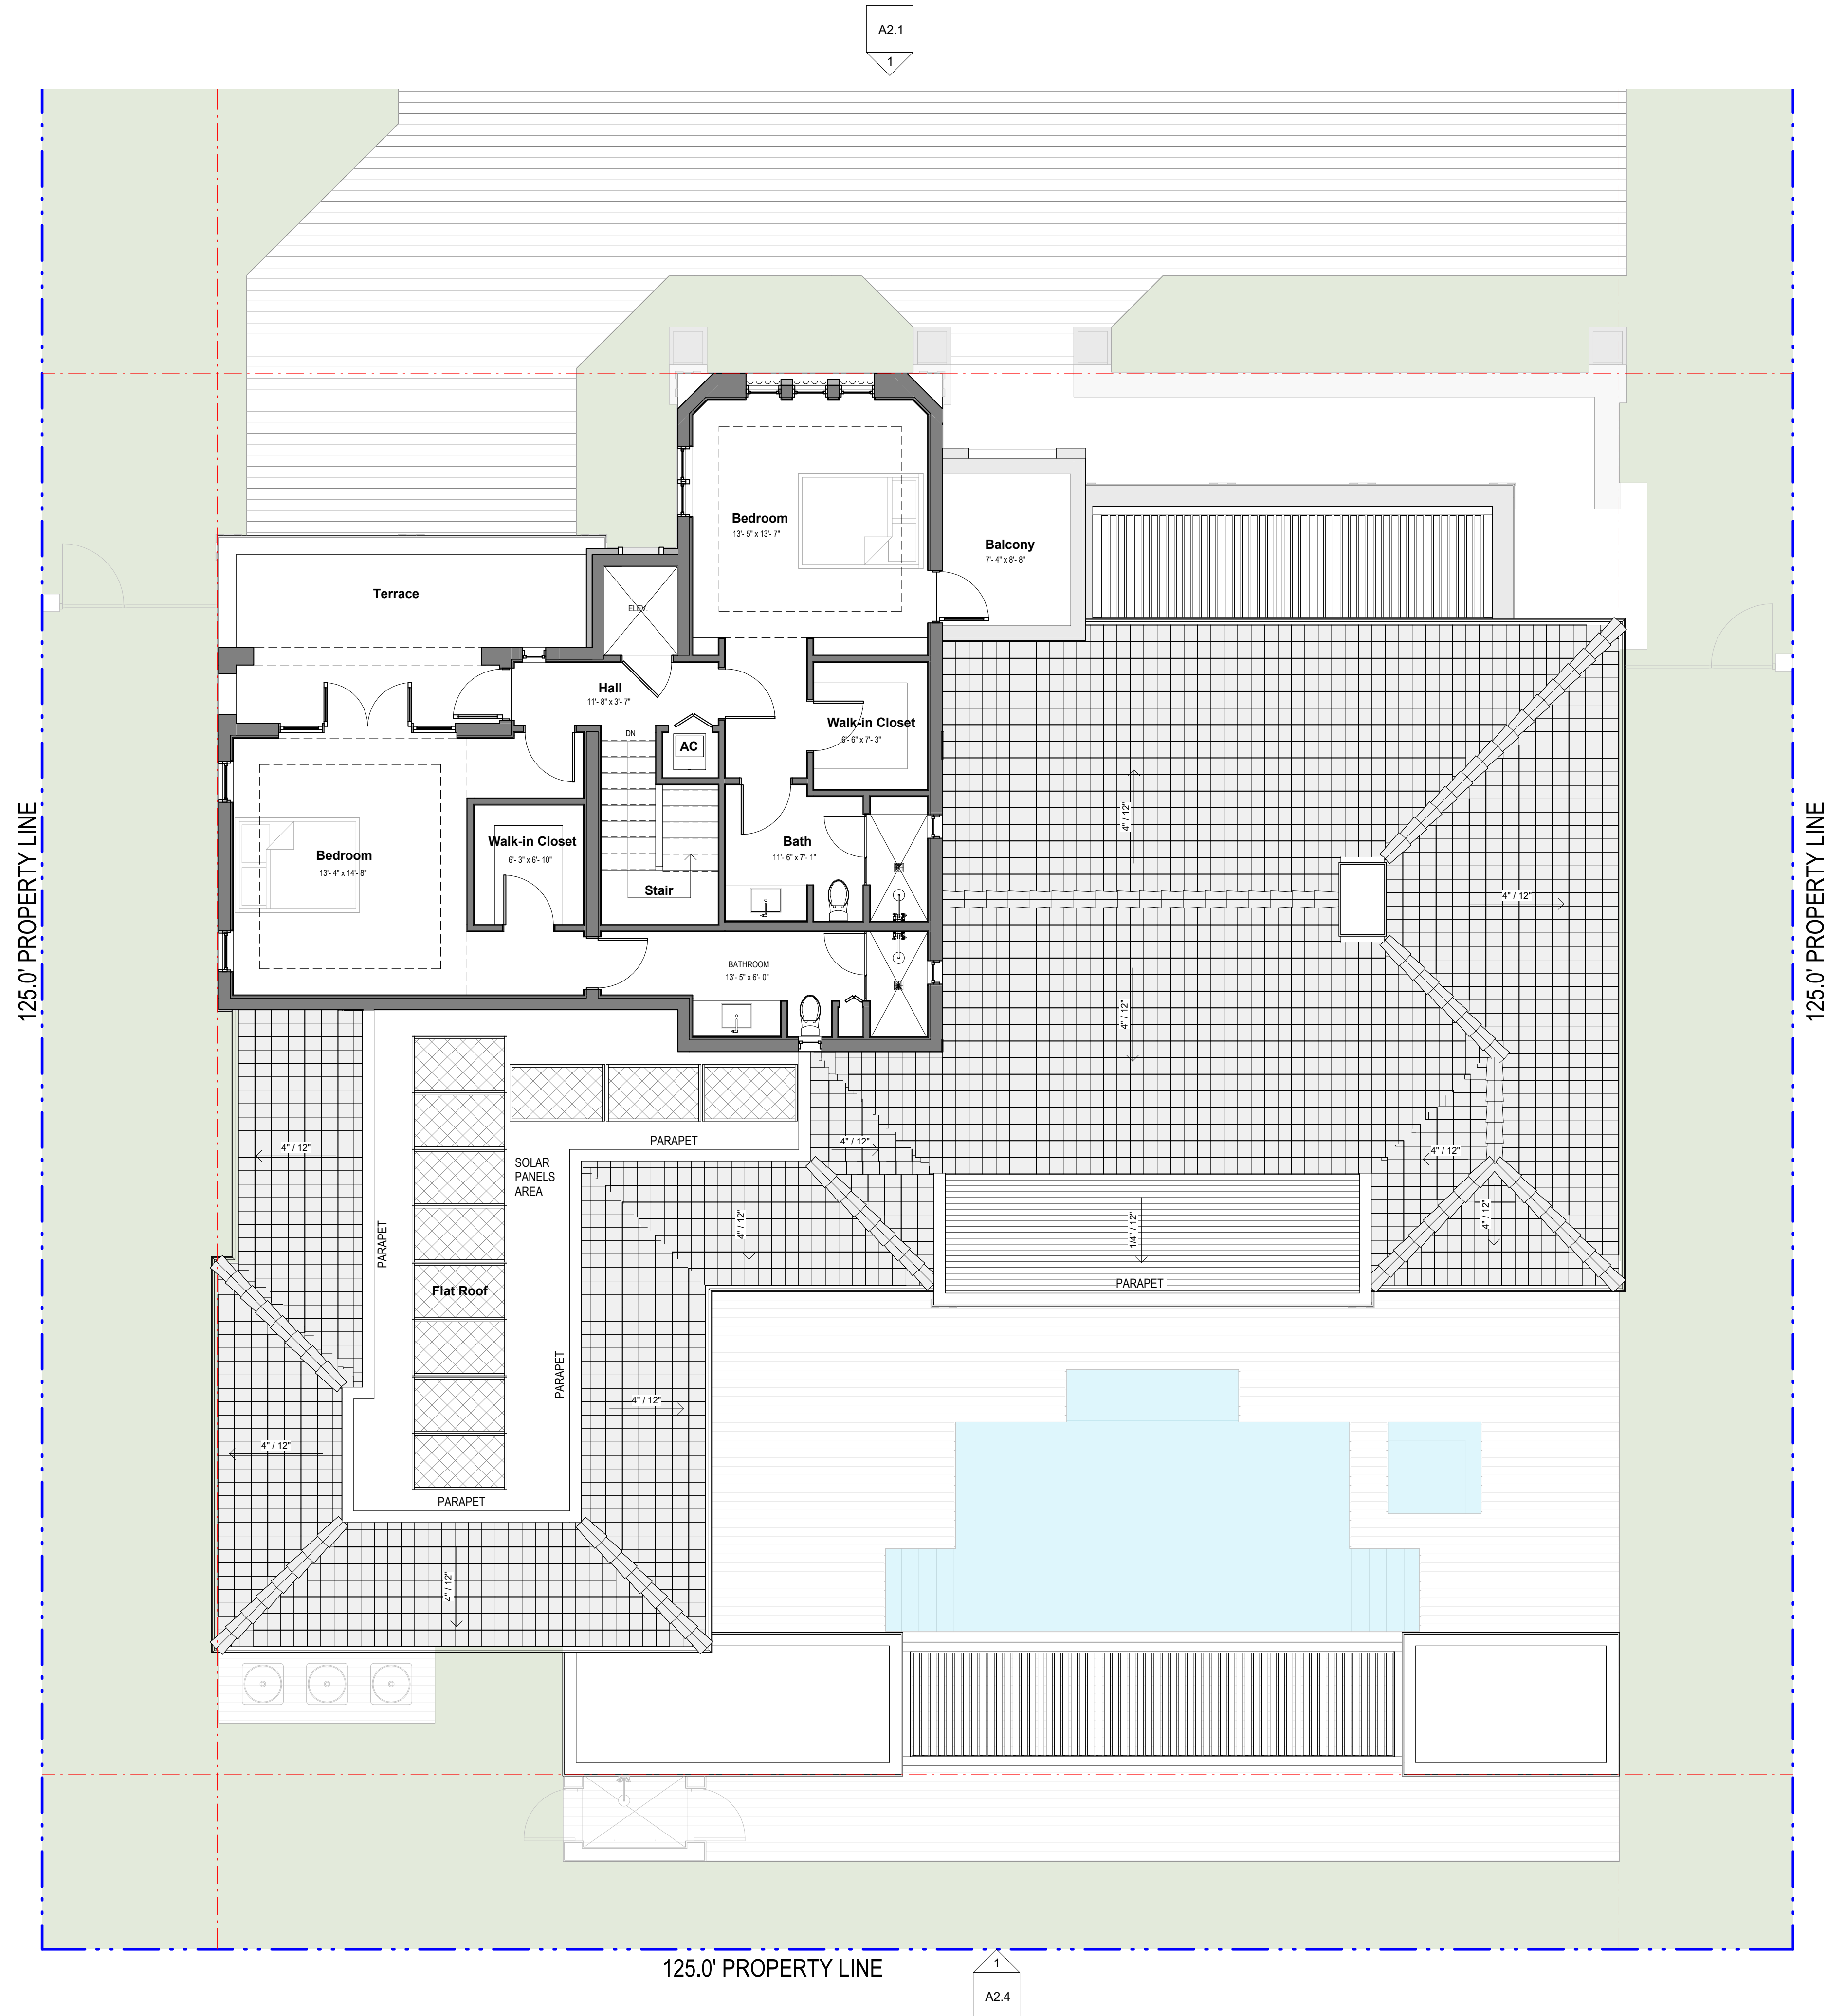 A2.1
1
Bedroom
13'- 5" x 13'- 7"
Balcony
7'- 4" x 8'- 8"
Terrace
ELEV.
Hall
11'- 8" x 3'- 7"
Walk-in Closet
6'- 6" x 7'- 3"
DN
AC
125.0' PROPERTY LINE
125.0' PROPERTY LINE
4" / 12"
Walk-in Closet
6'- 3" x 6'- 10"
Bath
11'- 6" x 7'- 1"
Bedroom
13'- 4" x 14'- 8"
Stair
4" / 12"
BATHROOM
13'- 5" x 6'- 0"
4" / 12"
4" / 12"
PARAPET
4" / 12"
4" / 12"
SOLAR
PANELS
AREA
4" / 12"
4" / 12"
1/4" / 12"
PARAPET
PARAPET
Flat Roof
PARAPET
4" / 12"
4" / 12"
PARAPET
4" / 12"
125.0' PROPERTY LINE
1
A2.4